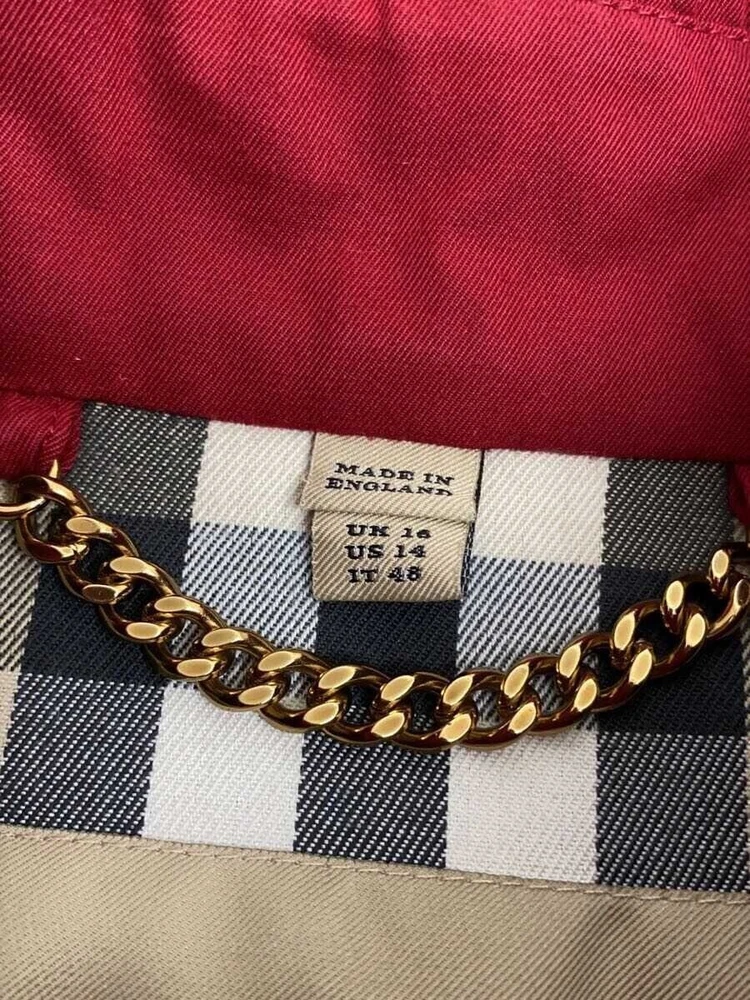 MADE IN
ENGLAND
UK 16
US 14
IT 48